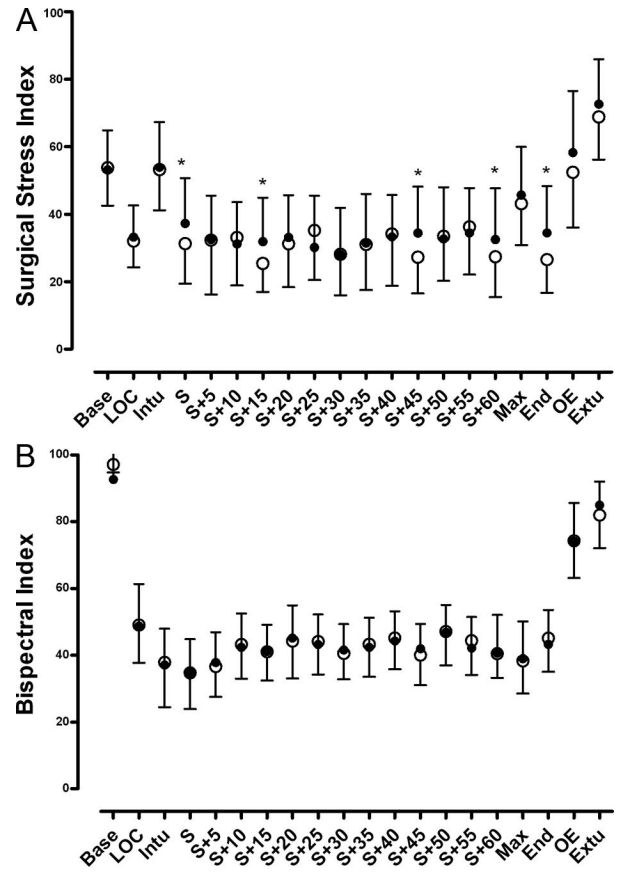 A
Surgical Stress Index
100
80
60
40
20
0
* * * * *
Base LOC Intu S S+5 S+10 S+15 S+20 S+25 S+30 S+35 S+40 S+45 S+50 S+55 S+60 Max End OE Extu
B
Bispectral Index
100
80
60
40
20
0
Base LOC Intu S S+5 S+10 S+15 S+20 S+25 S+30 S+35 S+40 S+45 S+50 S+55 S+60 Max End OE Extu